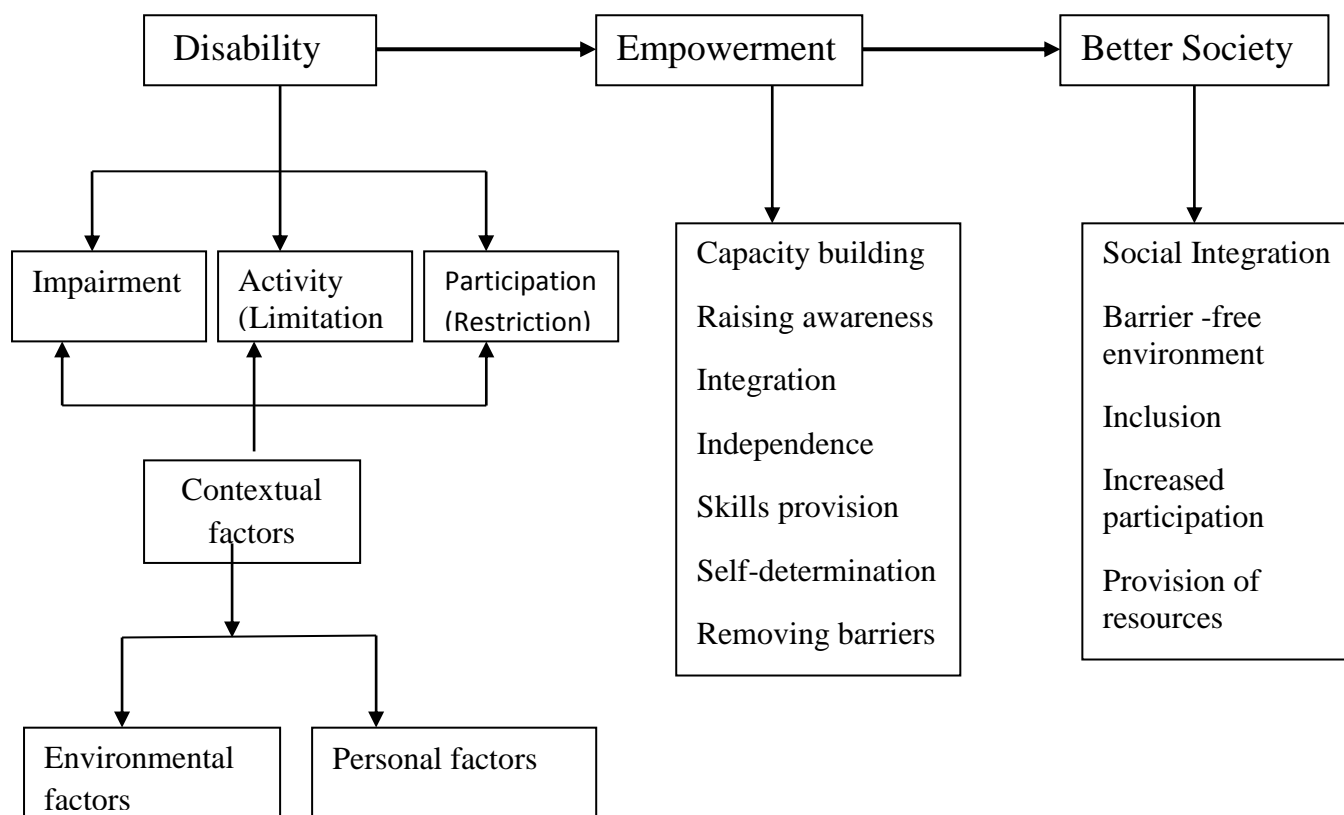 Disability
Empowerment
Better Society
Impairment
Activity
(Limitation
Participation
(Restriction)
Contextual
factors
Environmental
factors
Personal factors
Capacity building
Raising awareness
Integration
Independence
Skills provision
Self-determination
Removing barriers
Social Integration
Barrier -free
environment
Inclusion
Increased
participation
Provision of
resources